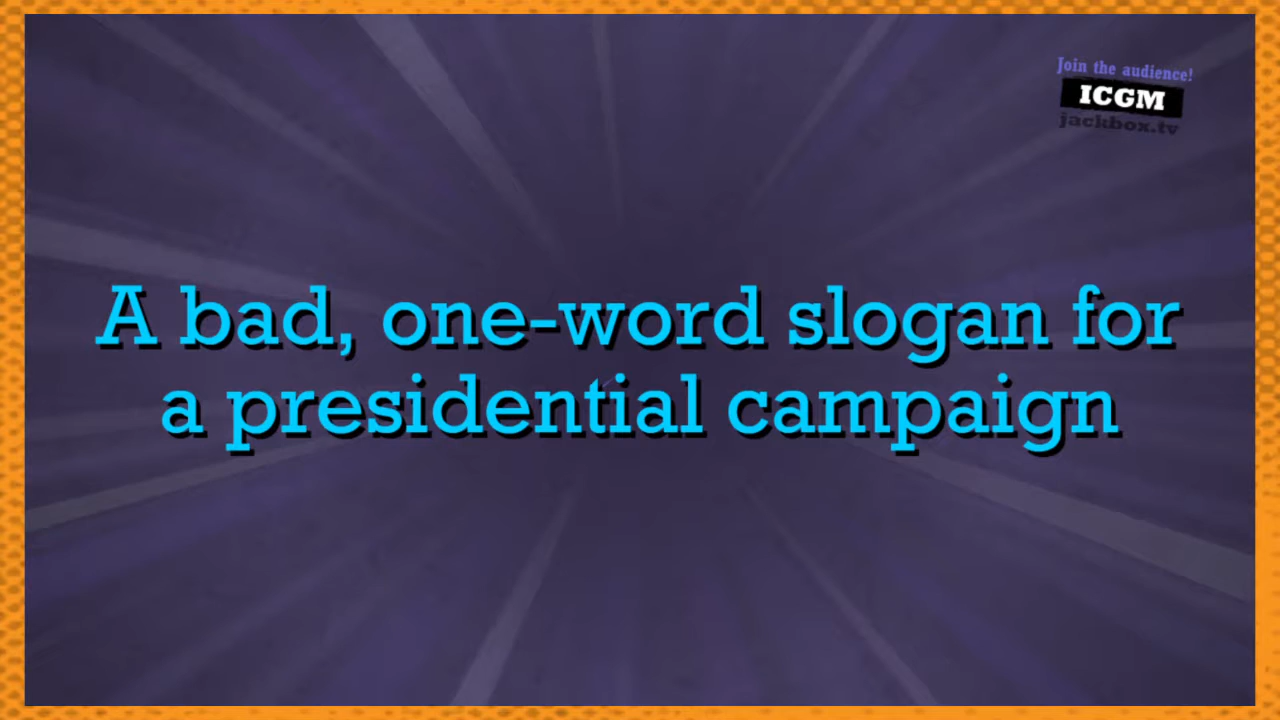 Join the audience!
ICGM
jackbox.tv
A bad, one-word slogan for
a presidential campaign